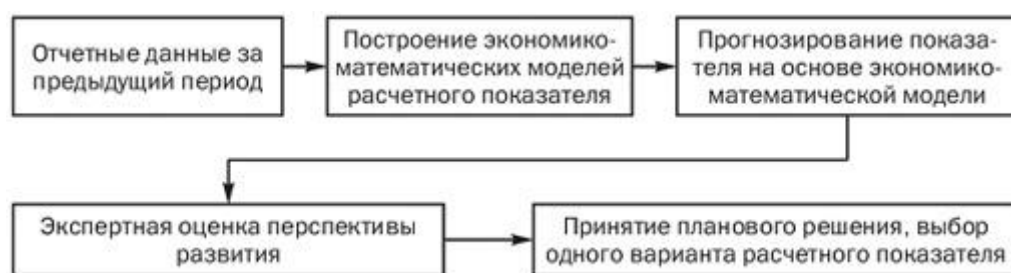 Отчетные данные за
предыдущий период
Построение экономико-
математических моделей
расчетного показателя
Прогнозирование показа-
теля на основе экономико-
математической модели
Экспертная оценка перспективы
развития
Принятие планового решения, выбор
одного варианта расчетного показателя